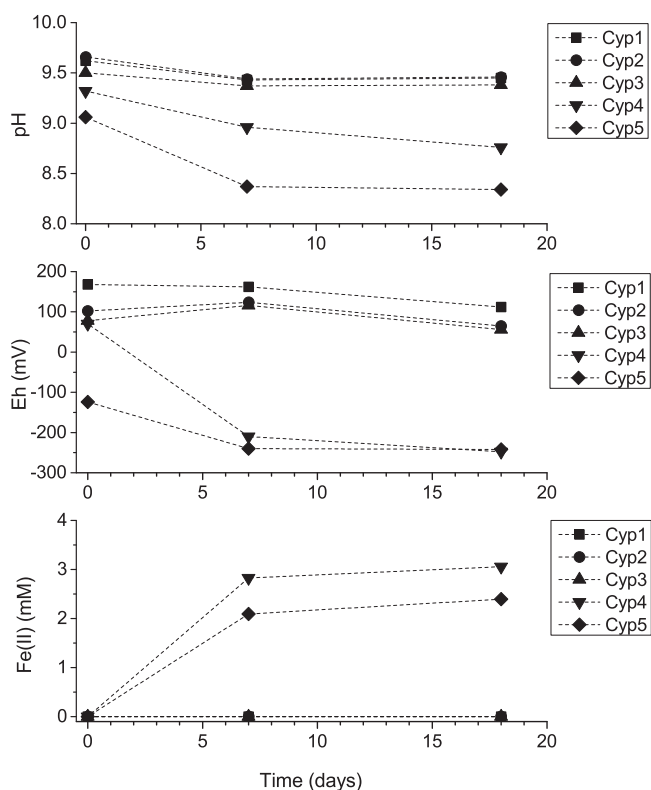 10.0
9.5
9.0
8.5
8.0
pH
0 5 10 15 20
Cyp1
Cyp2
Cyp3
Cyp4
Cyp5
200
100
0
-100
-200
-300
Eh (mV)
0 5 10 15 20
Cyp1
Cyp2
Cyp3
Cyp4
Cyp5
4
3
2
1
0
Fe(II) (mM)
0 5 10 15 20
Cyp1
Cyp2
Cyp3
Cyp4
Cyp5
Time (days)